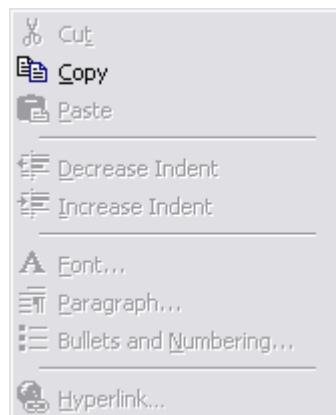 Cut
Copy
Paste
Decrease Indent
Increase Indent
Font...
Paragraph...
Bullets and Numbering...
Hyperlink...